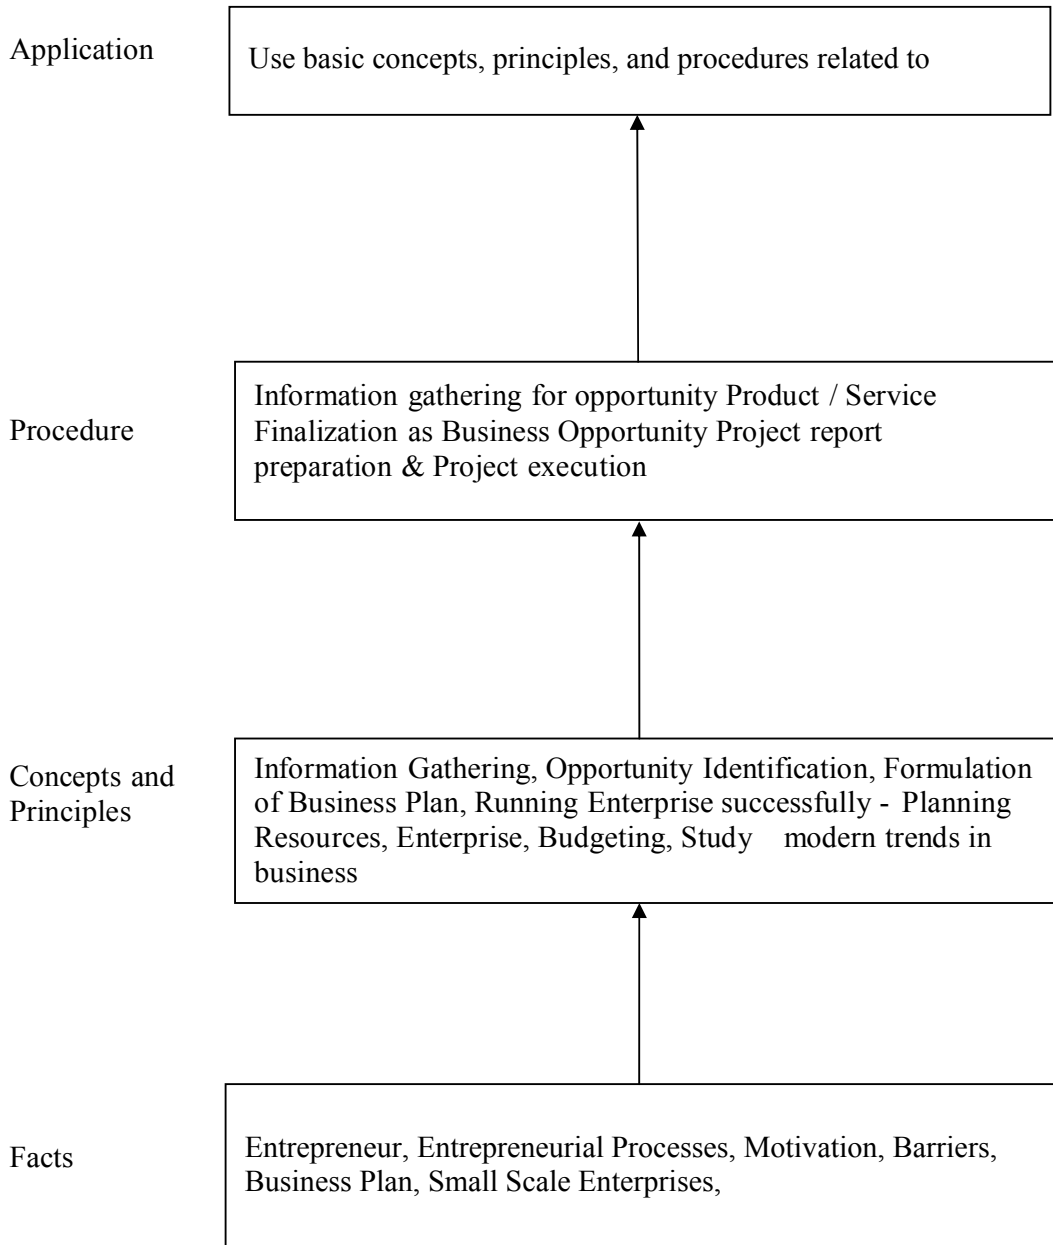 Application
Use basic concepts, principles, and procedures related to
Procedure
Information gathering for opportunity Product / Service
Finalization as Business Opportunity Project report
preparation & Project execution
Concepts and
Principles
Information Gathering, Opportunity Identification, Formulation
of Business Plan, Running Enterprise successfully - Planning
Resources, Enterprise, Budgeting, Study modern trends in
business
Facts
Entrepreneur, Entrepreneurial Processes, Motivation, Barriers,
Business Plan, Small Scale Enterprises,